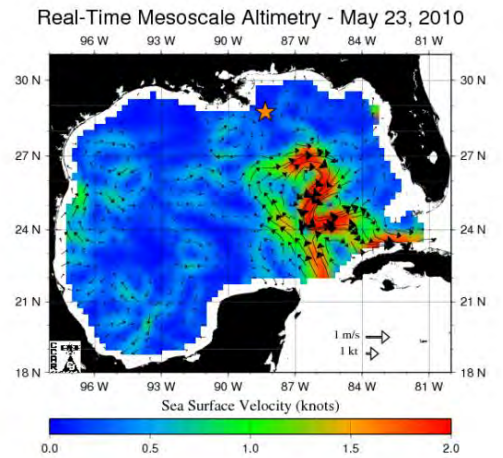 Real-Time Mesoscale Altimetry - May 23, 2010
96 W 93 W 90 W 87 W 84 W 81 W
30 N 30 N
27 N 27 N
24 N 24 N
21 N 21 N
18 N 18 N
1 m/s
1 kt
CCAR
96 W 93 W 90 W 87 W 84 W 81 W
Sea Surface Velocity (knots)
0.0 0.5 1.0 1.5 2.0